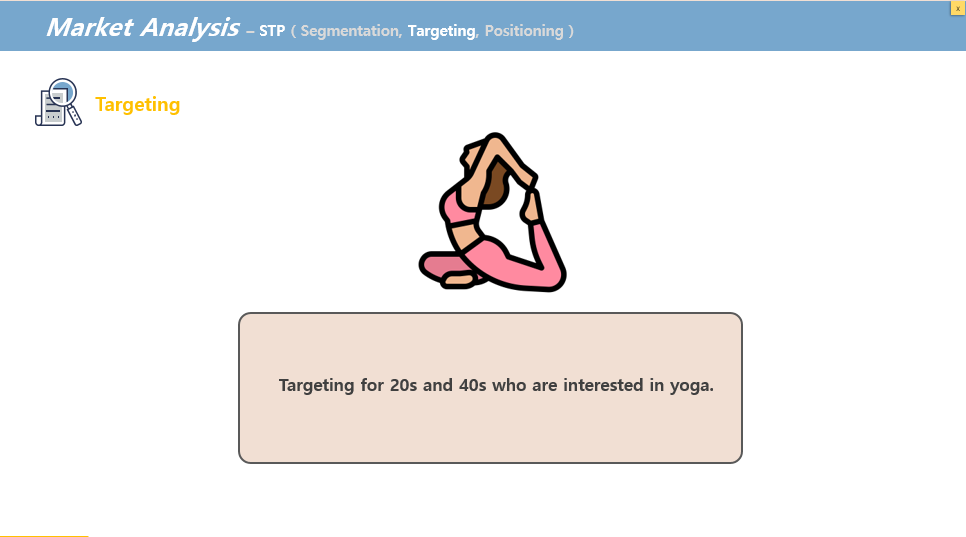 Market Analysis – STP ( Segmentation, Targeting, Positioning )
x
Targeting
Targeting for 20s and 40s who are interested in yoga.